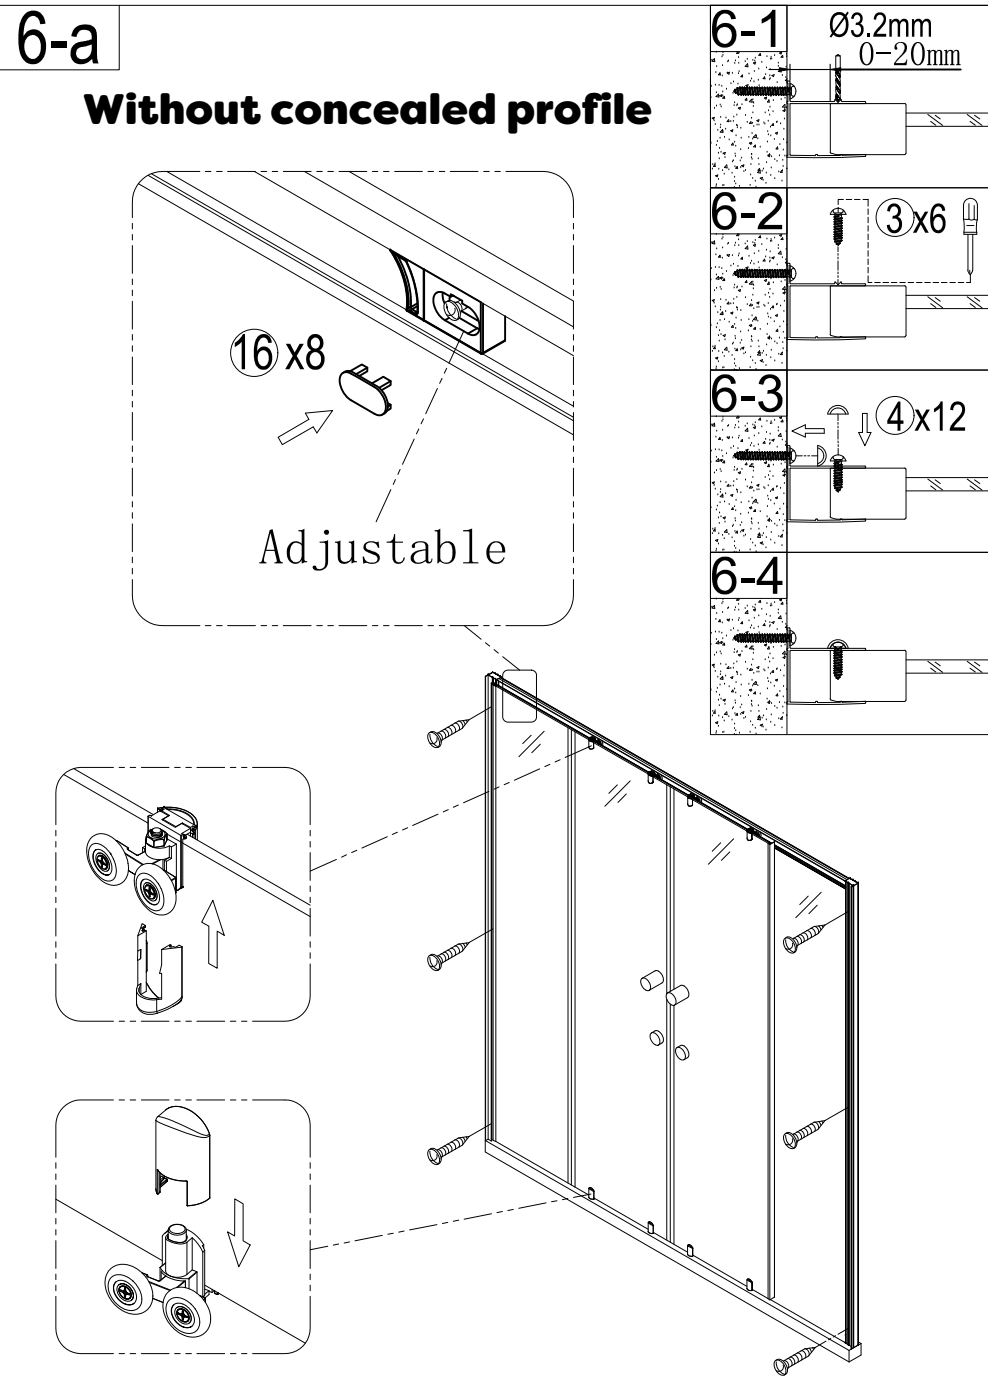 6-a
Without concealed profile
16 x8
Adjustable
6-1
Ø3.2mm
0-20mm
6-2
3 x6
6-3
4 x12
6-4